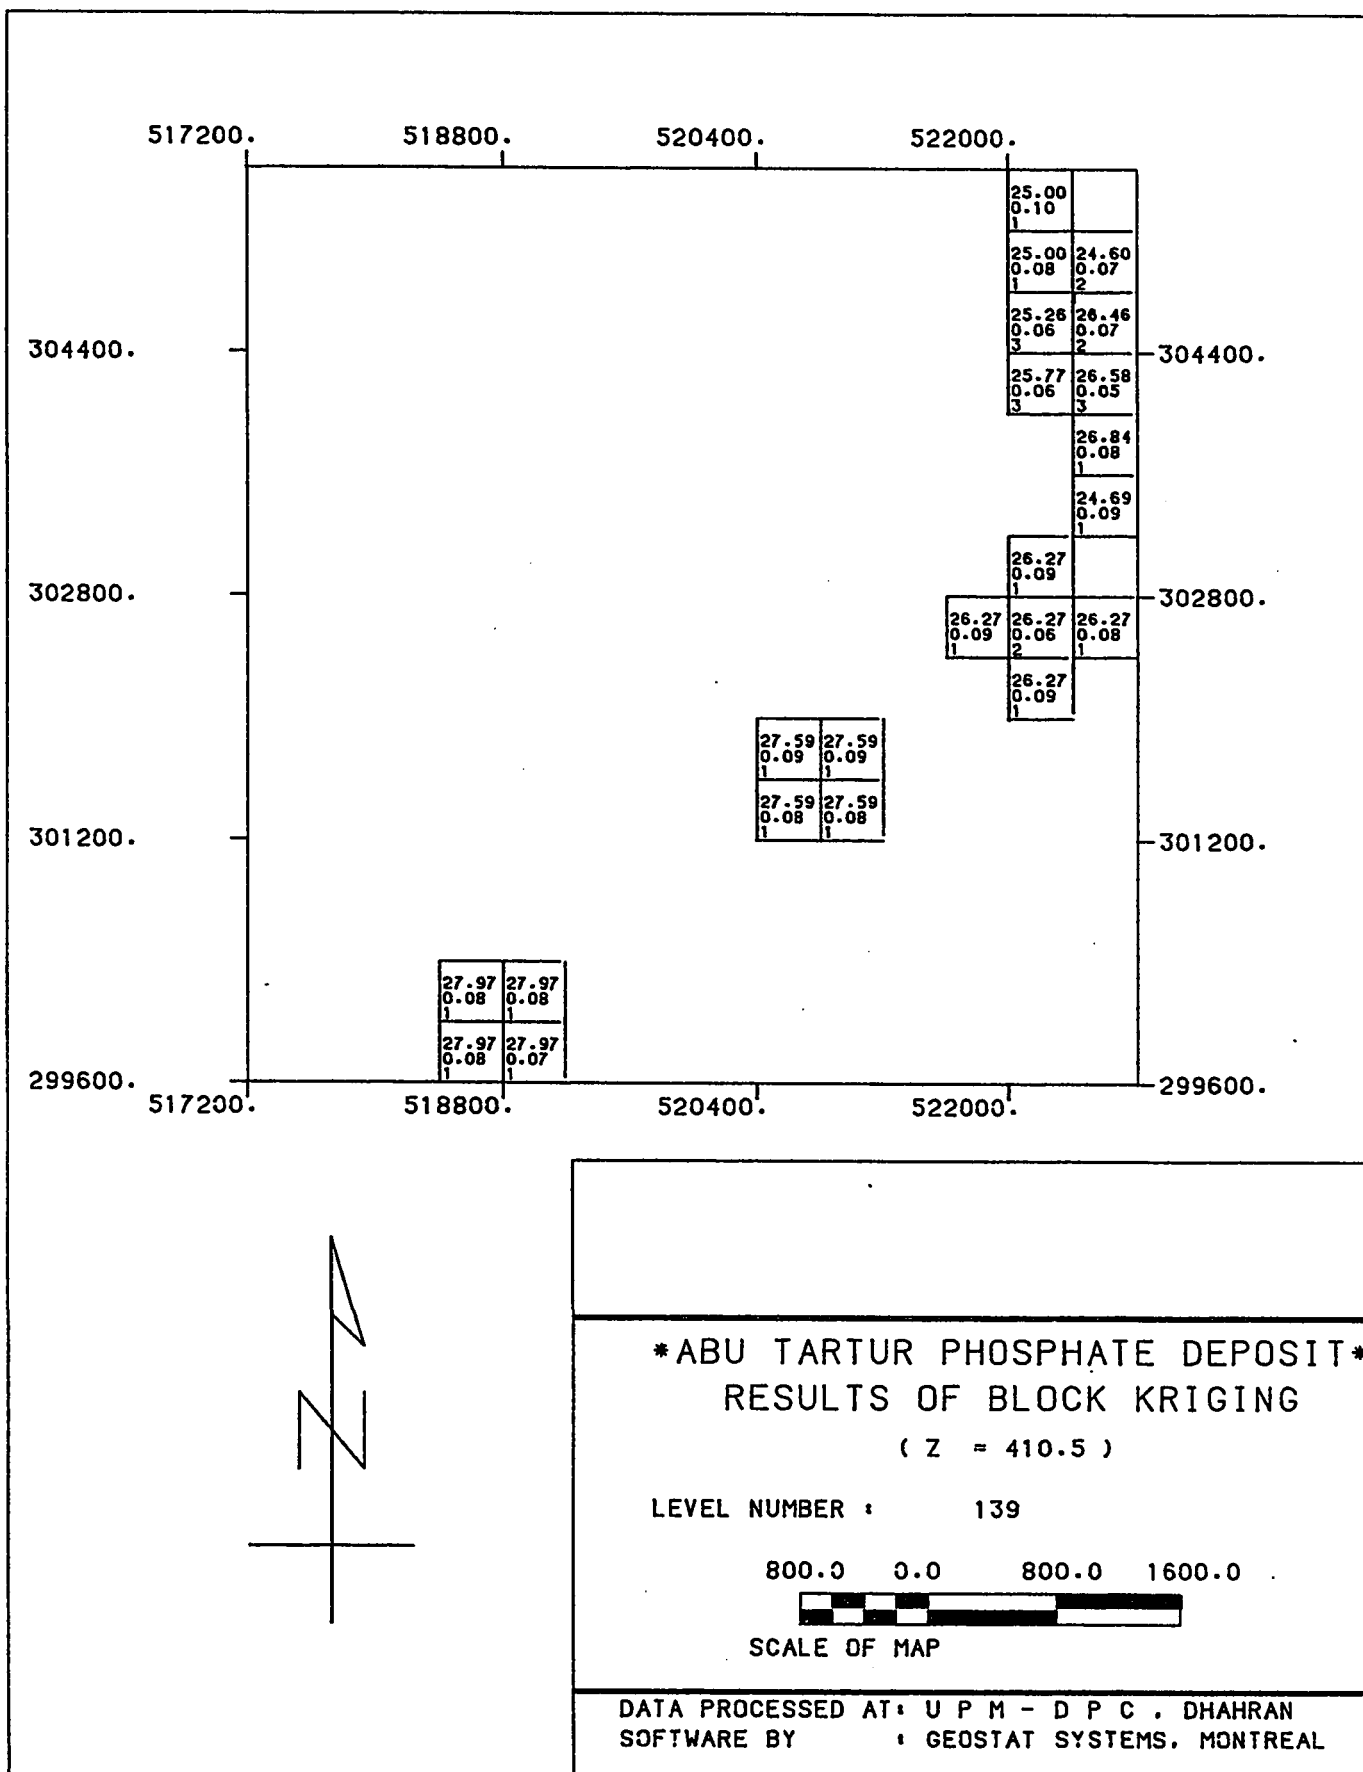 517200. 518800. 520400. 522000.
25.00
0.10
1
25.00 24.60
0.08 0.07
1 2
25.26 26.46
0.06 0.07
3 2
304400. 304400.
25.77 26.58
0.06 0.05
3 3
26.84
0.08
1
24.69
0.09
1
26.27
0.09
1
302800. 302800.
26.27 26.27 26.27
0.09 0.06 0.08
1 2 1
26.27
0.09
1
27.59 27.59
0.09 0.09
1 1
27.59 27.59
0.08 0.08
1 1
301200. 301200.
27.97 27.97
0.08 0.08
1 1
27.97 27.97
0.08 0.07
1 1
299600. 299600.
517200. 518800. 520400. 522000.
N
*ABU TARTUR PHOSPHATE DEPOSIT*
RESULTS OF BLOCK KRIGING
( Z = 410.5 )
LEVEL NUMBER : 139
800.0 0.0 800.0 1600.0
SCALE OF MAP
DATA PROCESSED AT: U P M - D P C . DHAHRAN
SOFTWARE BY : GEOSTAT SYSTEMS. MONTREAL